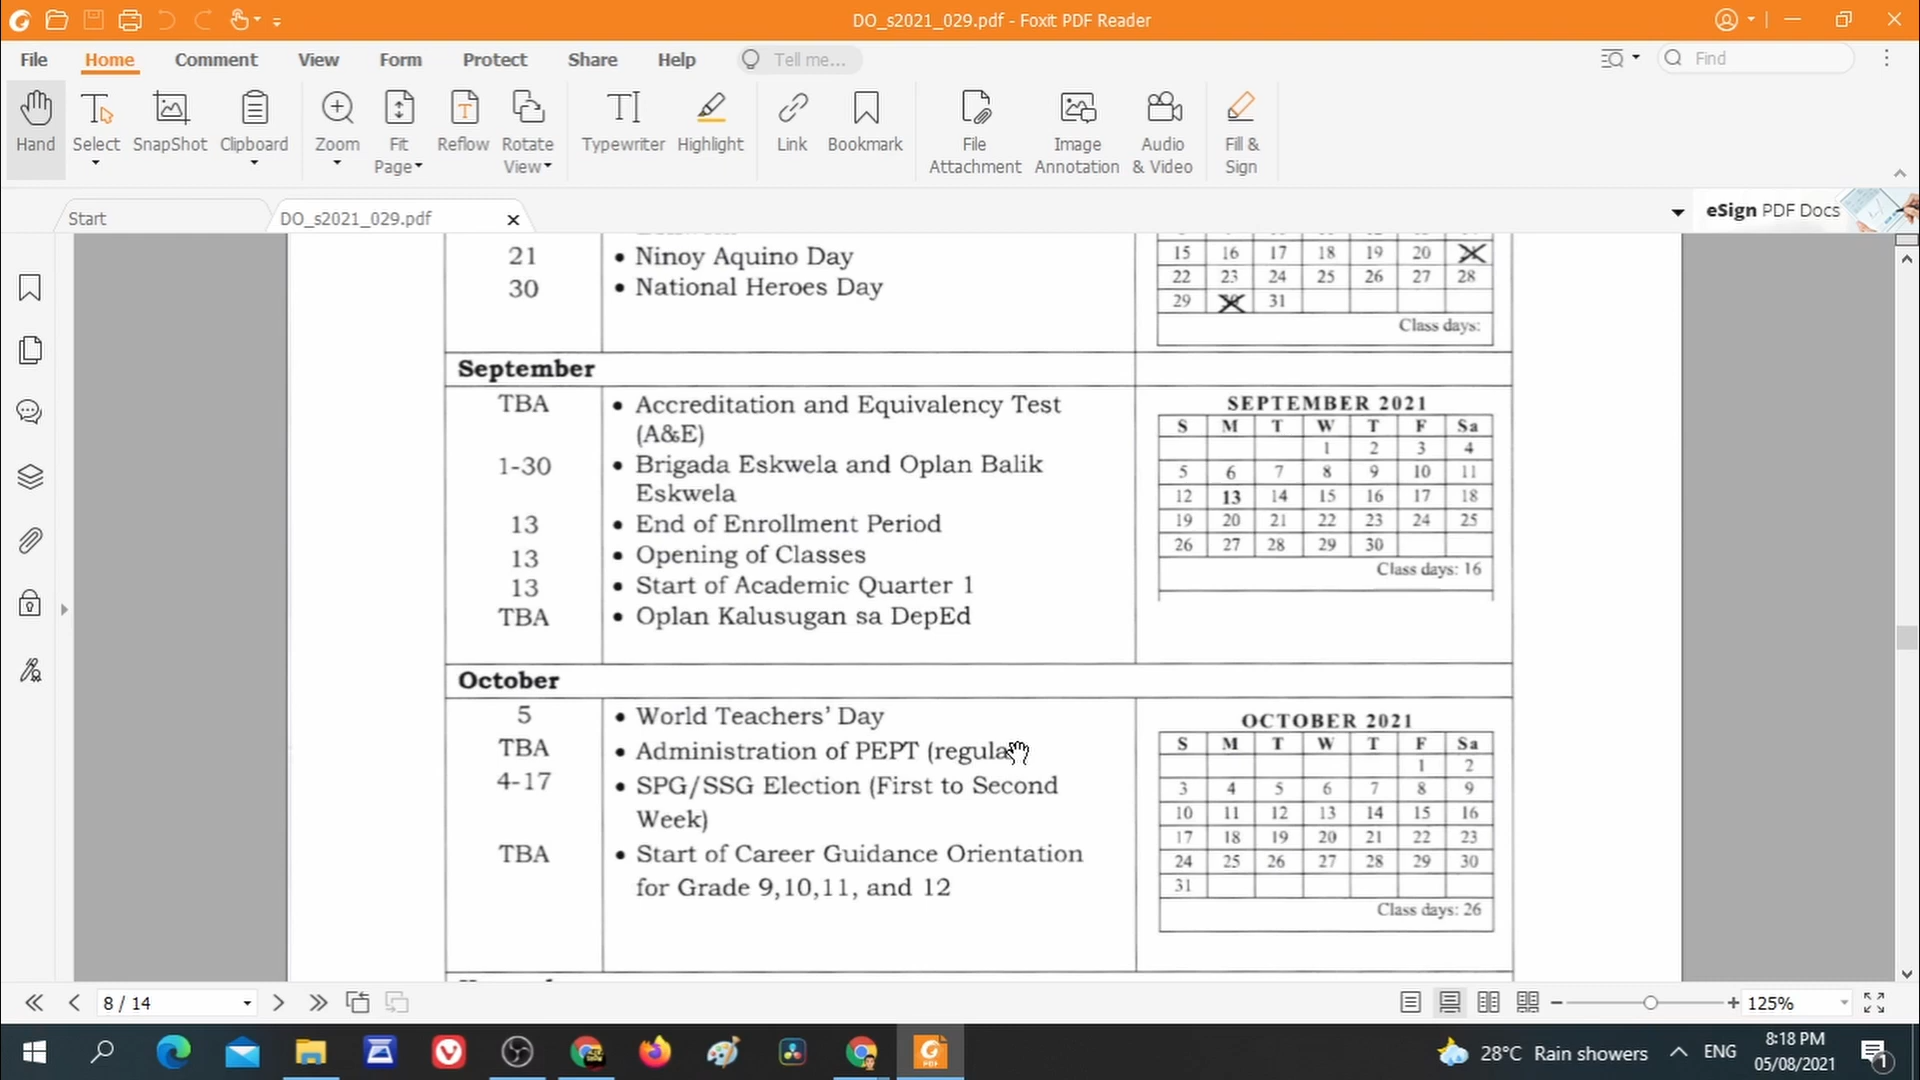 DO_s2021_029.pdf - Foxit PDF Reader
File Home Comment View Form Protect Share Help Tell me... Find
Hand Select SnapShot Clipboard Zoom Fit Page Reflow Rotate View Typewriter Highlight Link Bookmark File Attachment Image Annotation Audio & Video Fill & Sign
Start DO_s2021_029.pdf eSign PDF Docs
21 • Ninoy Aquino Day
30 • National Heroes Day
15 16 17 18 19 20
22 23 24 25 26 27 28
29 31
Class days:
September
TBA • Accreditation and Equivalency Test
(A&E)
1-30 • Brigada Eskwela and Oplan Balik
Eskwela
13 • End of Enrollment Period
13 • Opening of Classes
13 • Start of Academic Quarter 1
TBA • Oplan Kalusugan sa DepEd
SEPTEMBER 2021
S M T W T F Sa
1 2 3 4
5 6 7 8 9 10 11
12 13 14 15 16 17 18
19 20 21 22 23 24 25
26 27 28 29 30
Class days: 16
October
5 • World Teachers' Day
TBA • Administration of PEPT (regula
4-17 • SPG/SSG Election (First to Second
Week)
TBA • Start of Career Guidance Orientation
for Grade 9,10,11, and 12
OCTOBER 2021
S M T W T F Sa
1 2
3 4 5 6 7 8 9
10 11 12 13 14 15 16
17 18 19 20 21 22 23
24 25 26 27 28 29 30
31
Class days: 26
8 / 14 125%
28°C Rain showers ENG 8:18 PM
05/08/2021 1